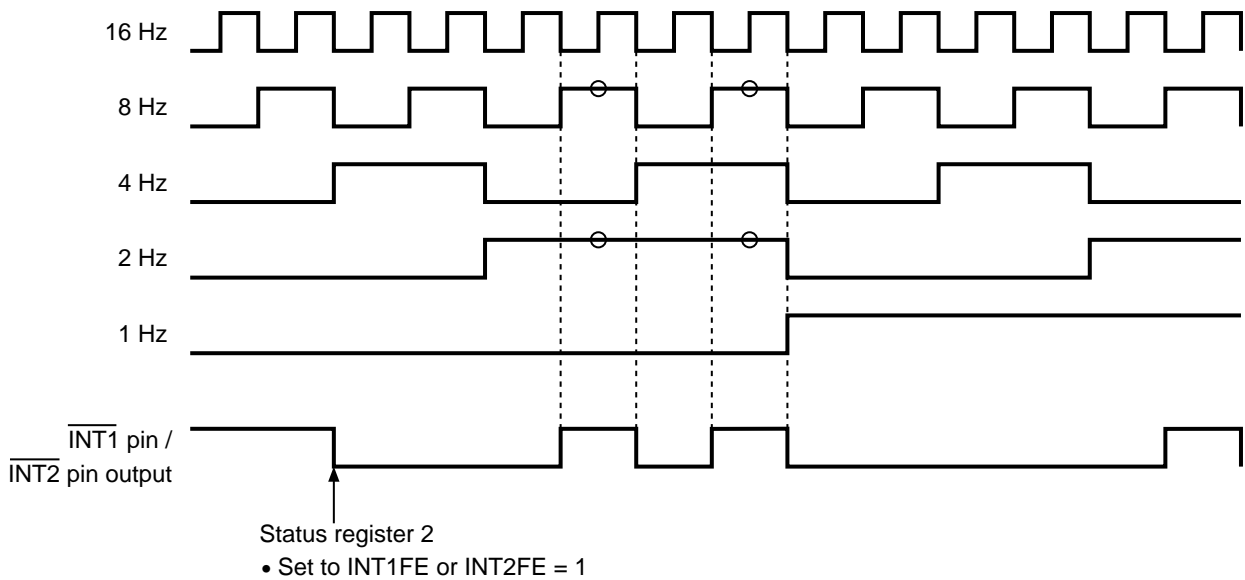 16 Hz
8 Hz
4 Hz
2 Hz
1 Hz
INT1 pin /
INT2 pin output
Status register 2
• Set to INT1FE or INT2FE = 1